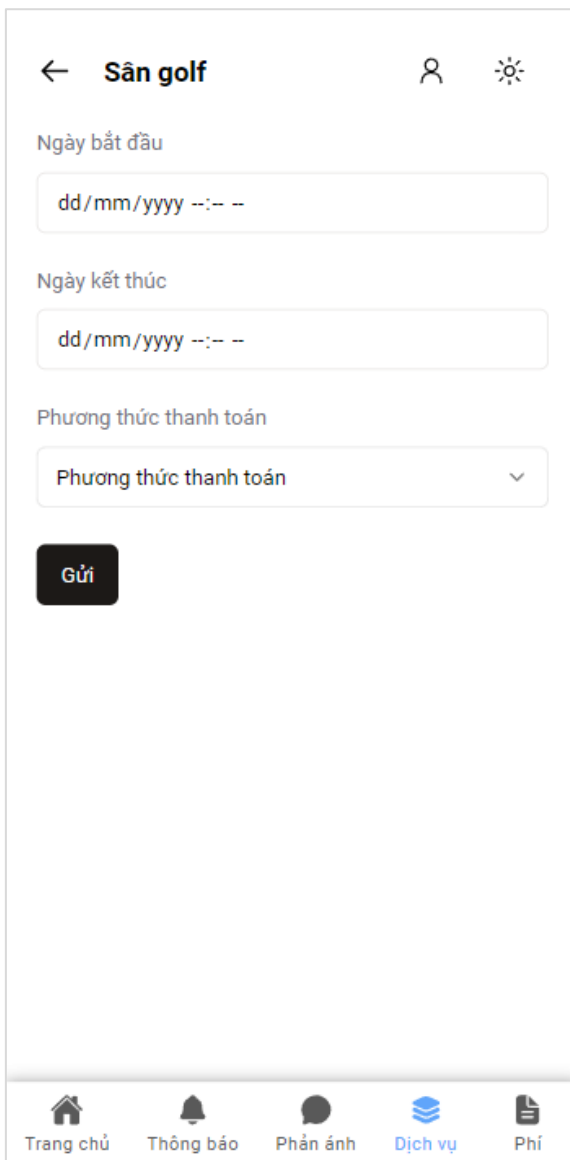 Sân golf
Ngày bắt đầu
dd/mm/yyyy --:-- --
Ngày kết thúc
dd/mm/yyyy --:-- --
Phương thức thanh toán
Phương thức thanh toán
Gửi
Trang chủ Thông báo Phản ánh Dịch vụ Phí